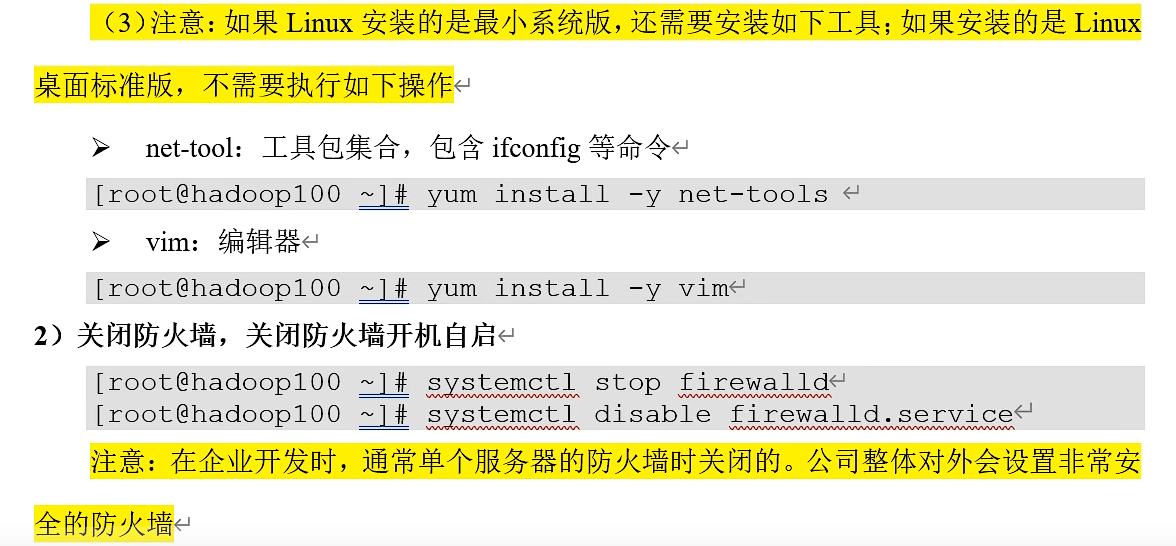 （3）注意：如果 Linux 安装的是最小系统版，还需要安装如下工具；如果安装的是 Linux
桌面标准版，不需要执行如下操作
➢ net-tool：工具包集合，包含 ifconfig 等命令
[root@hadoop100 ~]# yum install -y net-tools
➢ vim：编辑器
[root@hadoop100 ~]# yum install -y vim
2）关闭防火墙，关闭防火墙开机自启
[root@hadoop100 ~]# systemctl stop firewalld
[root@hadoop100 ~]# systemctl disable firewalld.service
注意：在企业开发时，通常单个服务器的防火墙时关闭的。公司整体对外会设置非常安
全的防火墙